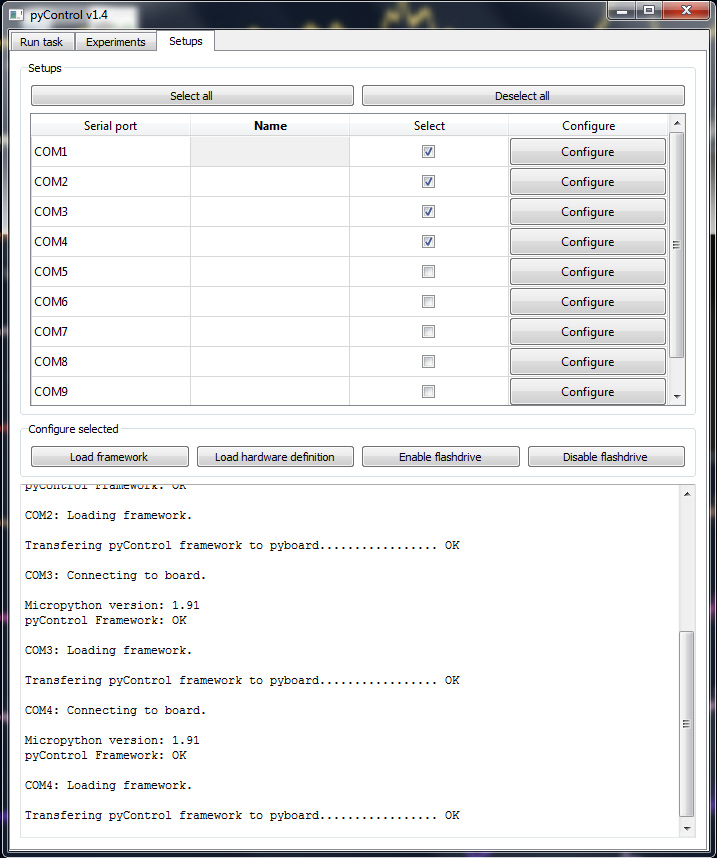 pyControl v1.4
Run task Experiments Setups
Setups
Select all Deselect all
Serial port Name Select Configure
COM1 Configure
COM2 Configure
COM3 Configure
COM4 Configure
COM5 Configure
COM6 Configure
COM7 Configure
COM8 Configure
COM9 Configure
Configure selected
Load framework Load hardware definition Enable flashdrive Disable flashdrive
pyControl Framework: OK
COM2: Loading framework.
Transfering pyControl framework to pyboard................. OK
COM3: Connecting to board.
Micropython version: 1.91
pyControl Framework: OK
COM3: Loading framework.
Transfering pyControl framework to pyboard................. OK
COM4: Connecting to board.
Micropython version: 1.91
pyControl Framework: OK
COM4: Loading framework.
Transfering pyControl framework to pyboard................. OK